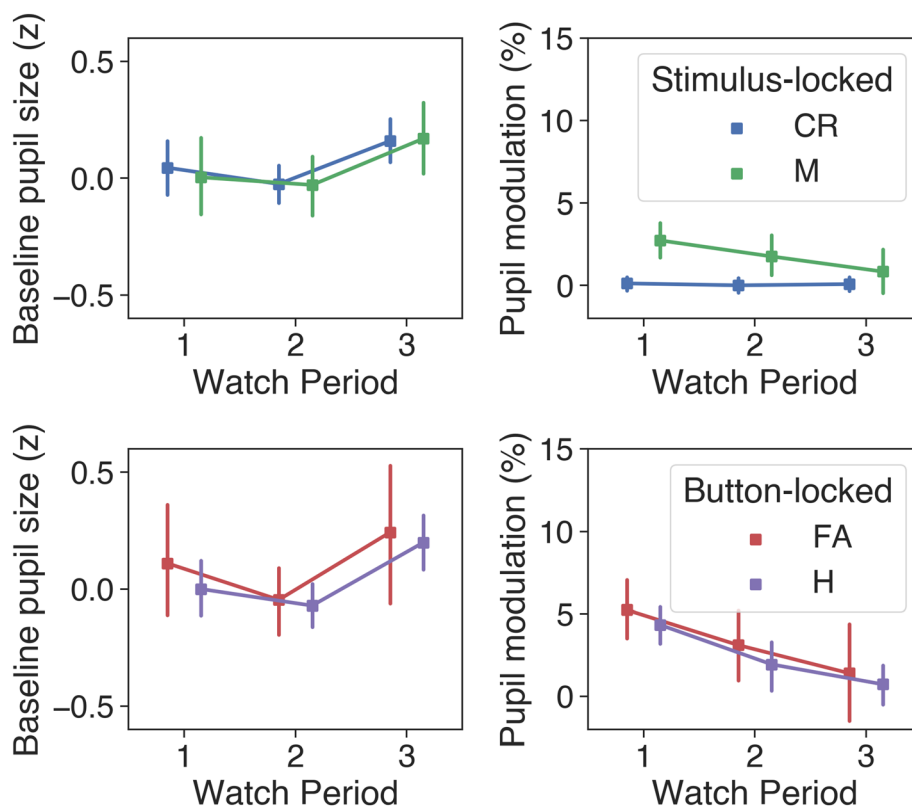 Baseline pupil size (z)
0.5
0.0
−0.5
1 2 3
Watch Period
Pupil modulation (%)
15
10
5
0
Stimulus-locked
CR
M
1 2 3
Watch Period
Baseline pupil size (z)
0.5
0.0
−0.5
1 2 3
Watch Period
Pupil modulation (%)
15
10
5
0
Button-locked
FA
H
1 2 3
Watch Period